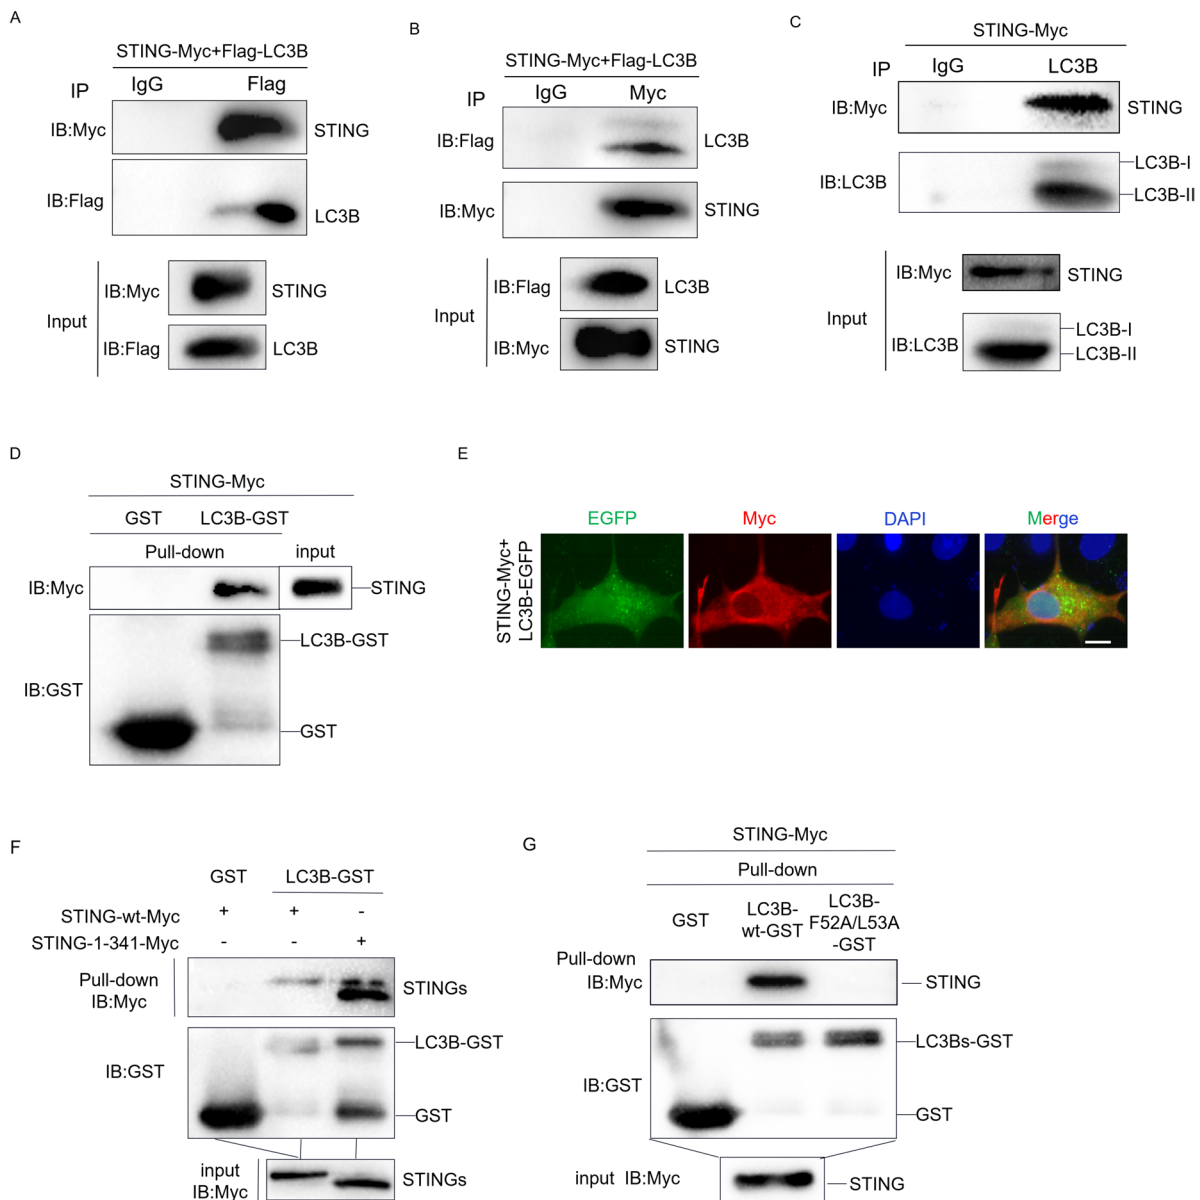 A
STING-Myc+Flag-LC3B
IP IgG Flag
IB:Myc STING
IB:Flag LC3B
Input
IB:Myc STING
IB:Flag LC3B
B
STING-Myc+Flag-LC3B
IP IgG Myc
IB:Flag LC3B
IB:Myc STING
Input
IB:Flag LC3B
IB:Myc STING
C
STING-Myc
IP IgG LC3B
IB:Myc STING
IB:LC3B
LC3B-I
LC3B-II
Input
IB:Myc STING
IB:LC3B
LC3B-I
LC3B-II
D
STING-Myc
GST LC3B-GST
Pull-down input
IB:Myc STING
IB:GST
LC3B-GST
GST
E
EGFP Myc DAPI Merge
STING-Myc+
LC3B-EGFP
F
GST LC3B-GST
STING-wt-Myc + + -
STING-1-341-Myc - - +
Pull-down
IB:Myc
STINGs
IB:GST
LC3B-GST
GST
input
IB:Myc
STINGs
G
STING-Myc
Pull-down
GST
LC3B-
wt-GST
LC3B-
F52A/L53A
-GST
Pull-down
IB:Myc
STING
IB:GST
LC3Bs-GST
GST
input IB:Myc STING